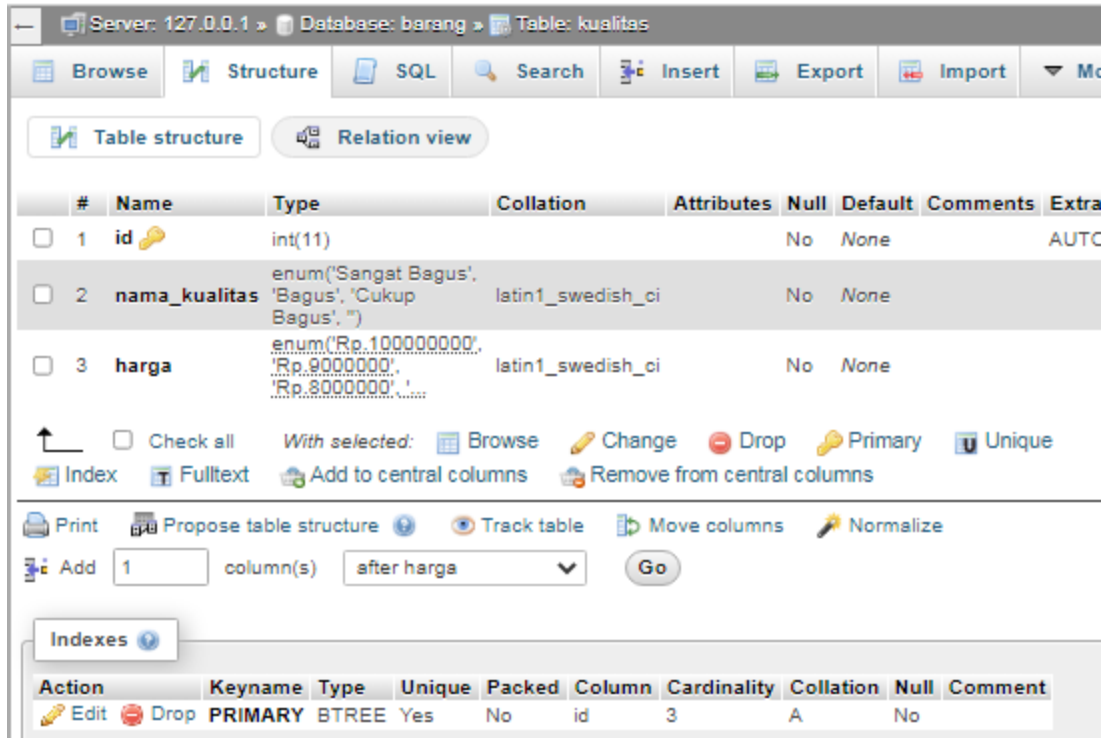 ← Server: 127.0.0.1 » Database: barang » Table: kualitas
Browse Structure SQL Search Insert Export Import Mo
Table structure Relation view
# Name Type Collation Attributes Null Default Comments Extra
1 id int(11) No None AUTO
2 nama_kualitas enum('Sangat Bagus', 'Bagus', 'Cukup Bagus', '') latin1_swedish_ci No None
3 harga enum('Rp.100000000', 'Rp.9000000', 'Rp.8000000', '... latin1_swedish_ci No None
Check all With selected: Browse Change Drop Primary Unique
Index Fulltext Add to central columns Remove from central columns
Print Propose table structure Track table Move columns Normalize
Add 1 column(s) after harga Go
Indexes
Action Keyname Type Unique Packed Column Cardinality Collation Null Comment
Edit Drop PRIMARY BTREE Yes No id 3 A No